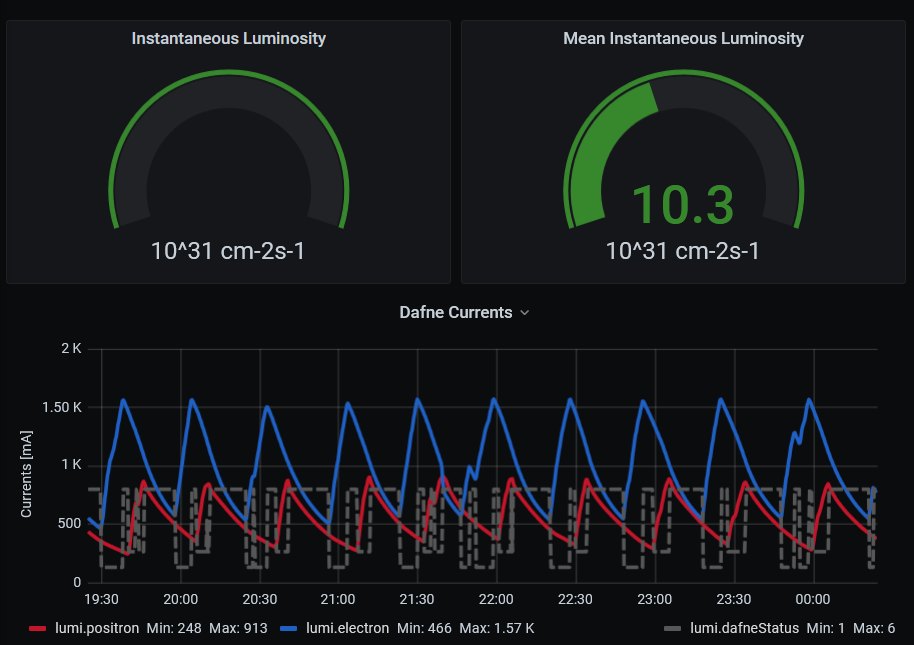 Instantaneous Luminosity
10^31 cm-2s-1
Mean Instantaneous Luminosity
10.3
10^31 cm-2s-1
Dafne Currents
Currents [mA]
2 K
1.50 K
1 K
500
0
19:30 20:00 20:30 21:00 21:30 22:00 22:30 23:00 23:30 00:00
lumi.positron Min: 248 Max: 913 lumi.electron Min: 466 Max: 1.57 K lumi.dafneStatus Min: 1 Max: 6